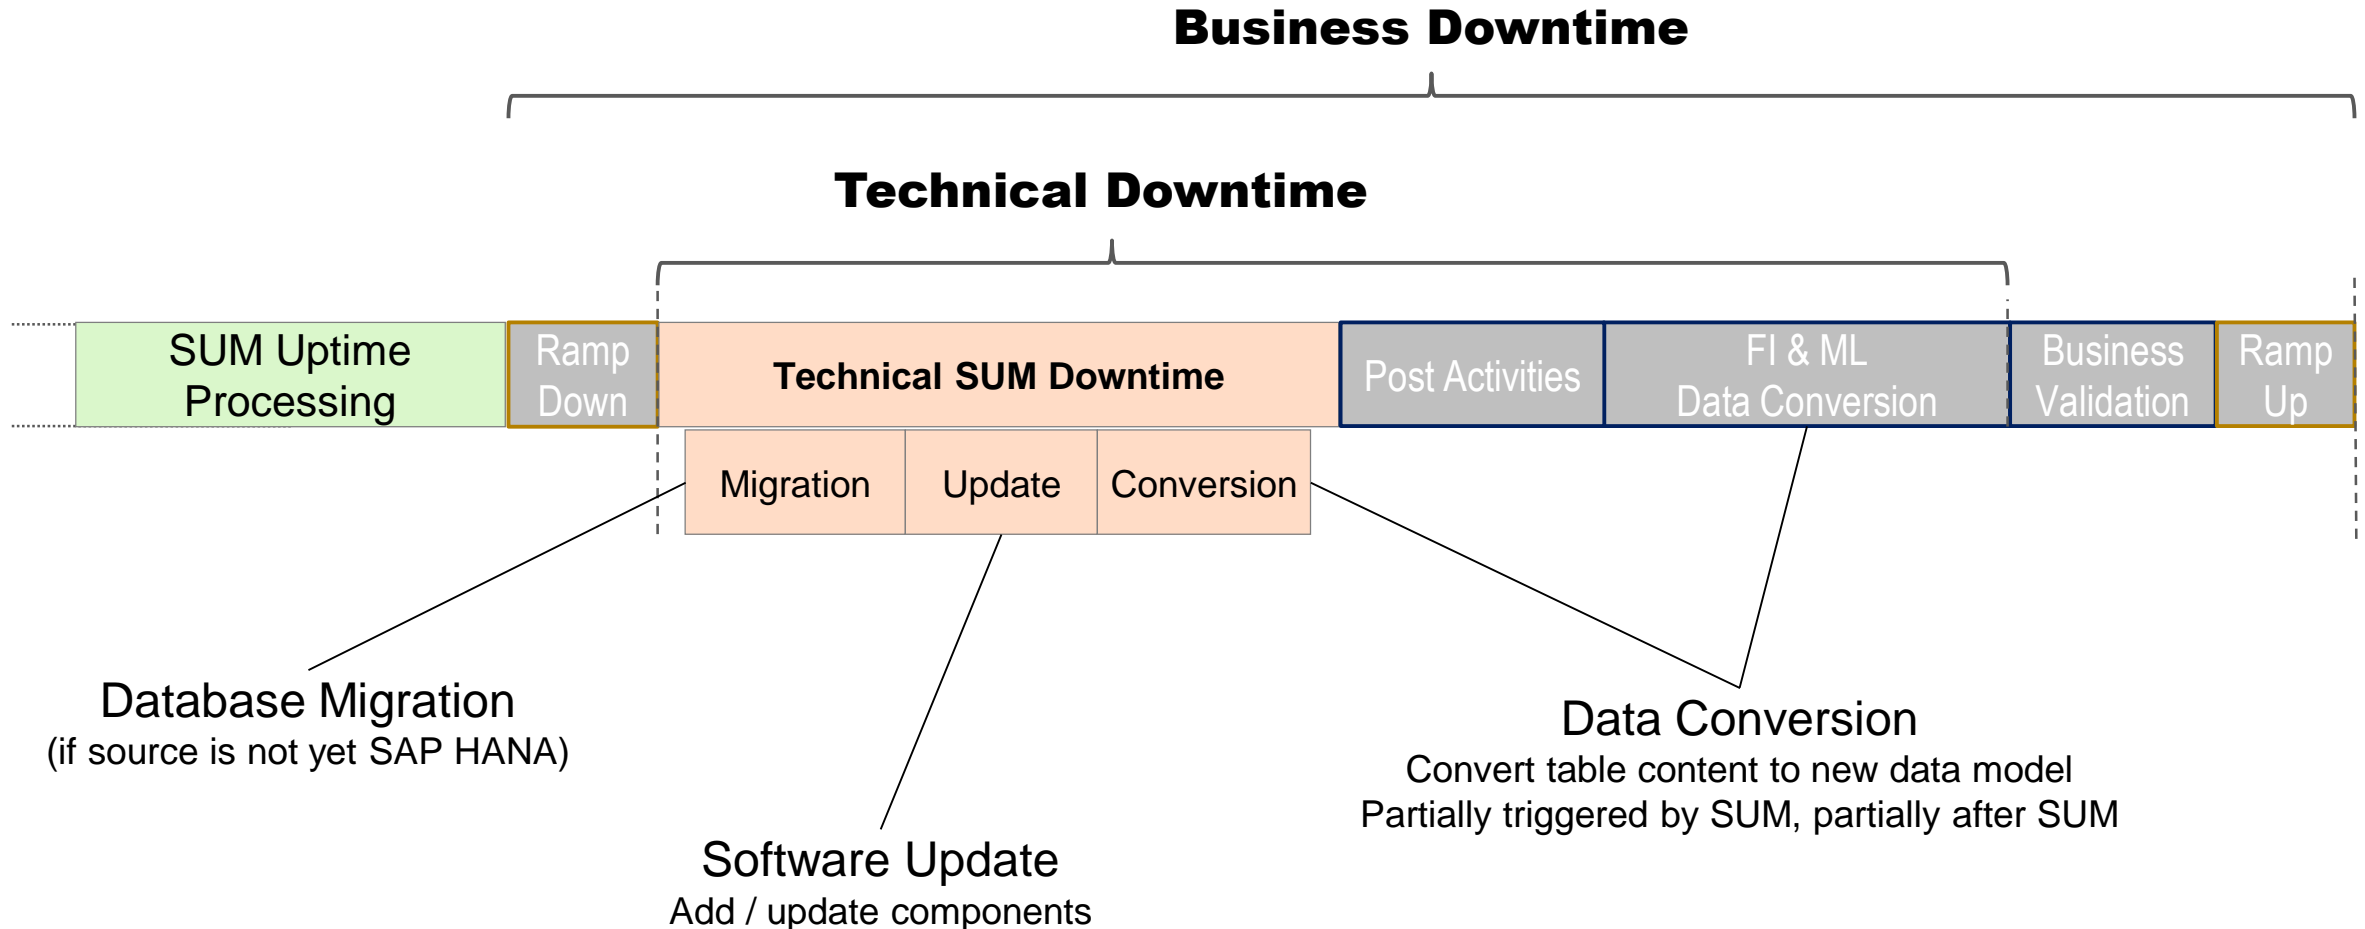 Business Downtime
Technical Downtime
SUM Uptime
Processing
Ramp
Down
Technical SUM Downtime
Post Activities
FI & ML
Data Conversion
Business
Validation
Ramp
Up
Migration
Update
Conversion
Database Migration
(if source is not yet SAP HANA)
Data Conversion
Convert table content to new data model
Partially triggered by SUM, partially after SUM
Software Update
Add / update components